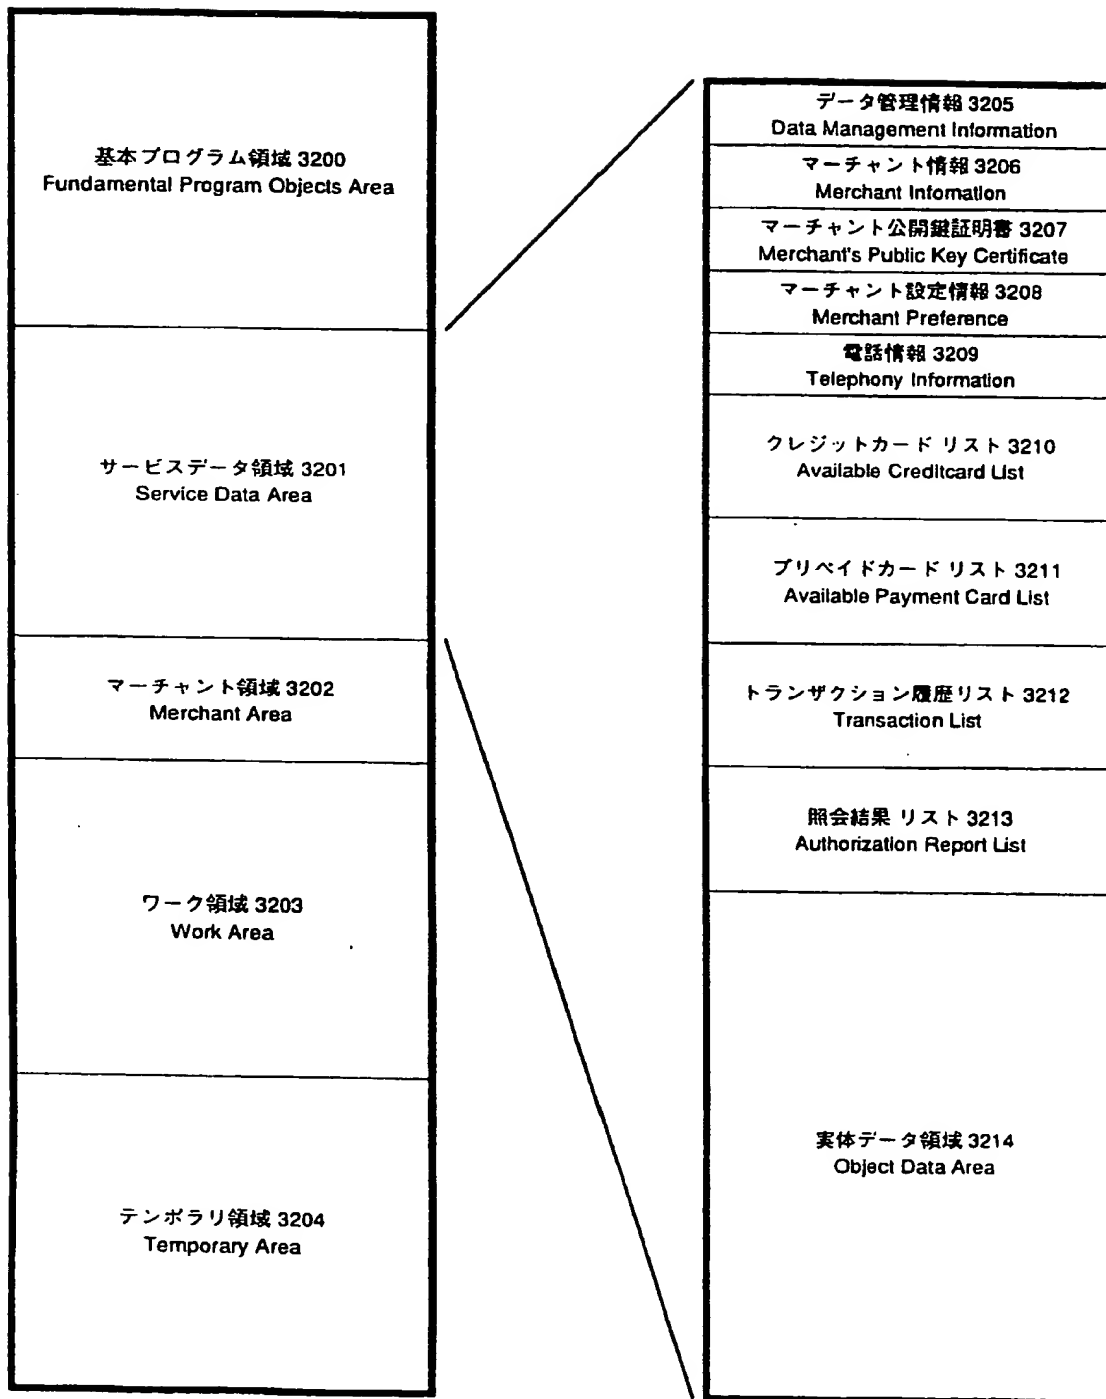 基本プログラム領域 3200
Fundamental Program Objects Area
サービスデータ領域 3201
Service Data Area
マーチャント領域 3202
Merchant Area
ワーク領域 3203
Work Area
テンポラリ領域 3204
Temporary Area
データ管理情報 3205
Data Management Information
マーチャント情報 3206
Merchant Infomation
マーチャント公開鍵証明書 3207
Merchant's Public Key Certificate
マーチャント設定情報 3208
Merchant Preference
電話情報 3209
Telephony Information
クレジットカード リスト 3210
Available Creditcard List
プリペイドカード リスト 3211
Available Payment Card List
トランザクション履歴リスト 3212
Transaction List
照会結果 リスト 3213
Authorization Report List
実体データ領域 3214
Object Data Area